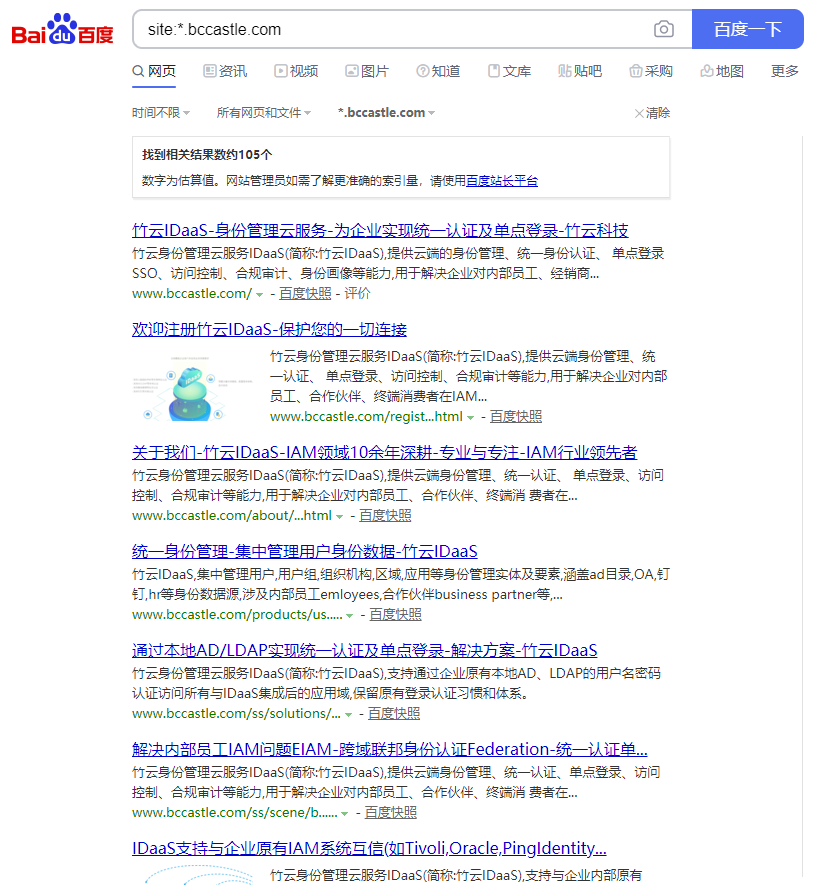 Bai du 百度
site:*.bccastle.com
百度一下
网页 资讯 视频 图片 知道 文库 贴吧 采购 地图 更多
时间不限 所有网页和文件 *.bccastle.com 清除
找到相关结果数约105个
数字为估算值。网站管理员如需了解更准确的索引量，请使用百度站长平台
竹云IDaaS-身份管理云服务-为企业实现统一认证及单点登录-竹云科技
竹云身份管理云服务IDaaS(简称:竹云IDaaS),提供云端的身份管理、统一身份认证、 单点登录
SSO、访问控制、合规审计、身份画像等能力,用于解决企业对内部员工、经销商...
www.bccastle.com/ - 百度快照 - 评价
欢迎注册竹云IDaaS-保护您的一切连接
竹云身份管理云服务IDaaS(简称:竹云IDaaS),提供云端身份管理、统
一认证、 单点登录、访问控制、合规审计等能力,用于解决企业对内部
员工、合作伙伴、终端消费者在IAM...
www.bccastle.com/regist...html - 百度快照
关于我们-竹云IDaaS-IAM领域10余年深耕-专业与专注-IAM行业领先者
竹云身份管理云服务IDaaS(简称:竹云IDaaS),提供云端身份管理、统一认证、 单点登录、访问
控制、合规审计等能力,用于解决企业对内部员工、合作伙伴、终端消 费者在...
www.bccastle.com/about/...html - 百度快照
统一身份管理-集中管理用户身份数据-竹云IDaaS
竹云IDaaS,集中管理用户,用户组,组织机构,区域,应用等身份管理实体及要素,涵盖ad目录,OA,钉
钉,hr等身份数据源,涉及内部员工emloyees,合作伙伴business partner等,...
www.bccastle.com/products/us..... - 百度快照
通过本地AD/LDAP实现统一认证及单点登录-解决方案-竹云IDaaS
竹云身份管理云服务IDaaS(简称:竹云IDaaS),支持通过企业原有本地AD、LDAP的用户名密码
认证访问所有与IDaaS集成后的应用域,保留原有登录认证习惯和体系。
www.bccastle.com/ss/solutions/... - 百度快照
解决内部员工IAM问题EIAM-跨域联邦身份认证Federation-统一认证单...
竹云身份管理云服务IDaaS(简称:竹云IDaaS),提供云端身份管理、统一认证、单点登录、访问
控制、合规审计等能力,用于解决企业对内部员工、合作伙伴、终端消 费者在...
www.bccastle.com/ss/scene/b...... - 百度快照
IDaaS支持与企业原有IAM系统互信(如Tivoli,Oracle,PingIdentity...
竹云身份管理云服务IDaaS(简称:竹云IDaaS),支持与企业内部原有